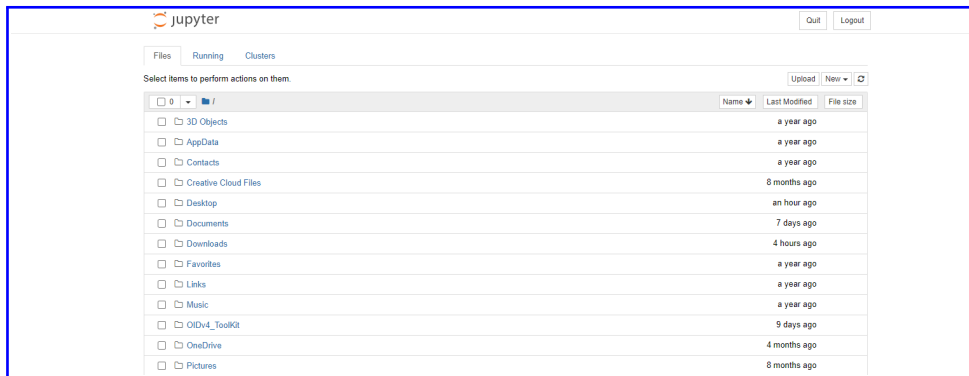 jupyter Quit Logout
Files Running Clusters
Select items to perform actions on them. Upload New
0 / Name Last Modified File size
3D Objects a year ago
AppData a year ago
Contacts a year ago
Creative Cloud Files 8 months ago
Desktop an hour ago
Documents 7 days ago
Downloads 4 hours ago
Favorites a year ago
Links a year ago
Music a year ago
OIDv4_ToolKit 9 days ago
OneDrive 4 months ago
Pictures 8 months ago